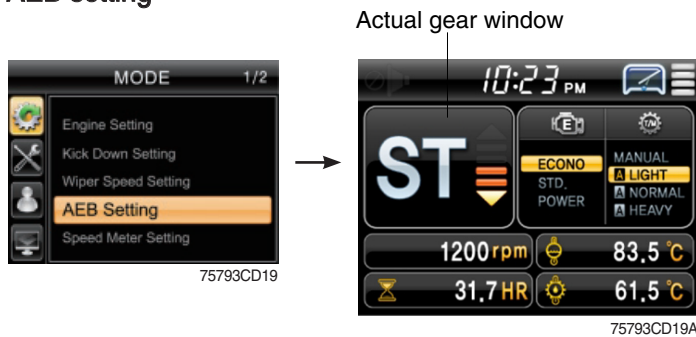 AEB setting
Actual gear window
MODE 1/2
Engine Setting
Kick Down Setting
Wiper Speed Setting
AEB Setting
Speed Meter Setting
75793CD19
10:23 PM
ST
E
T/M
ECONO
STD.
POWER
MANUAL
A LIGHT
A NORMAL
A HEAVY
1200 rpm
83.5 °C
31.7 HR
61.5 °C
75793CD19A